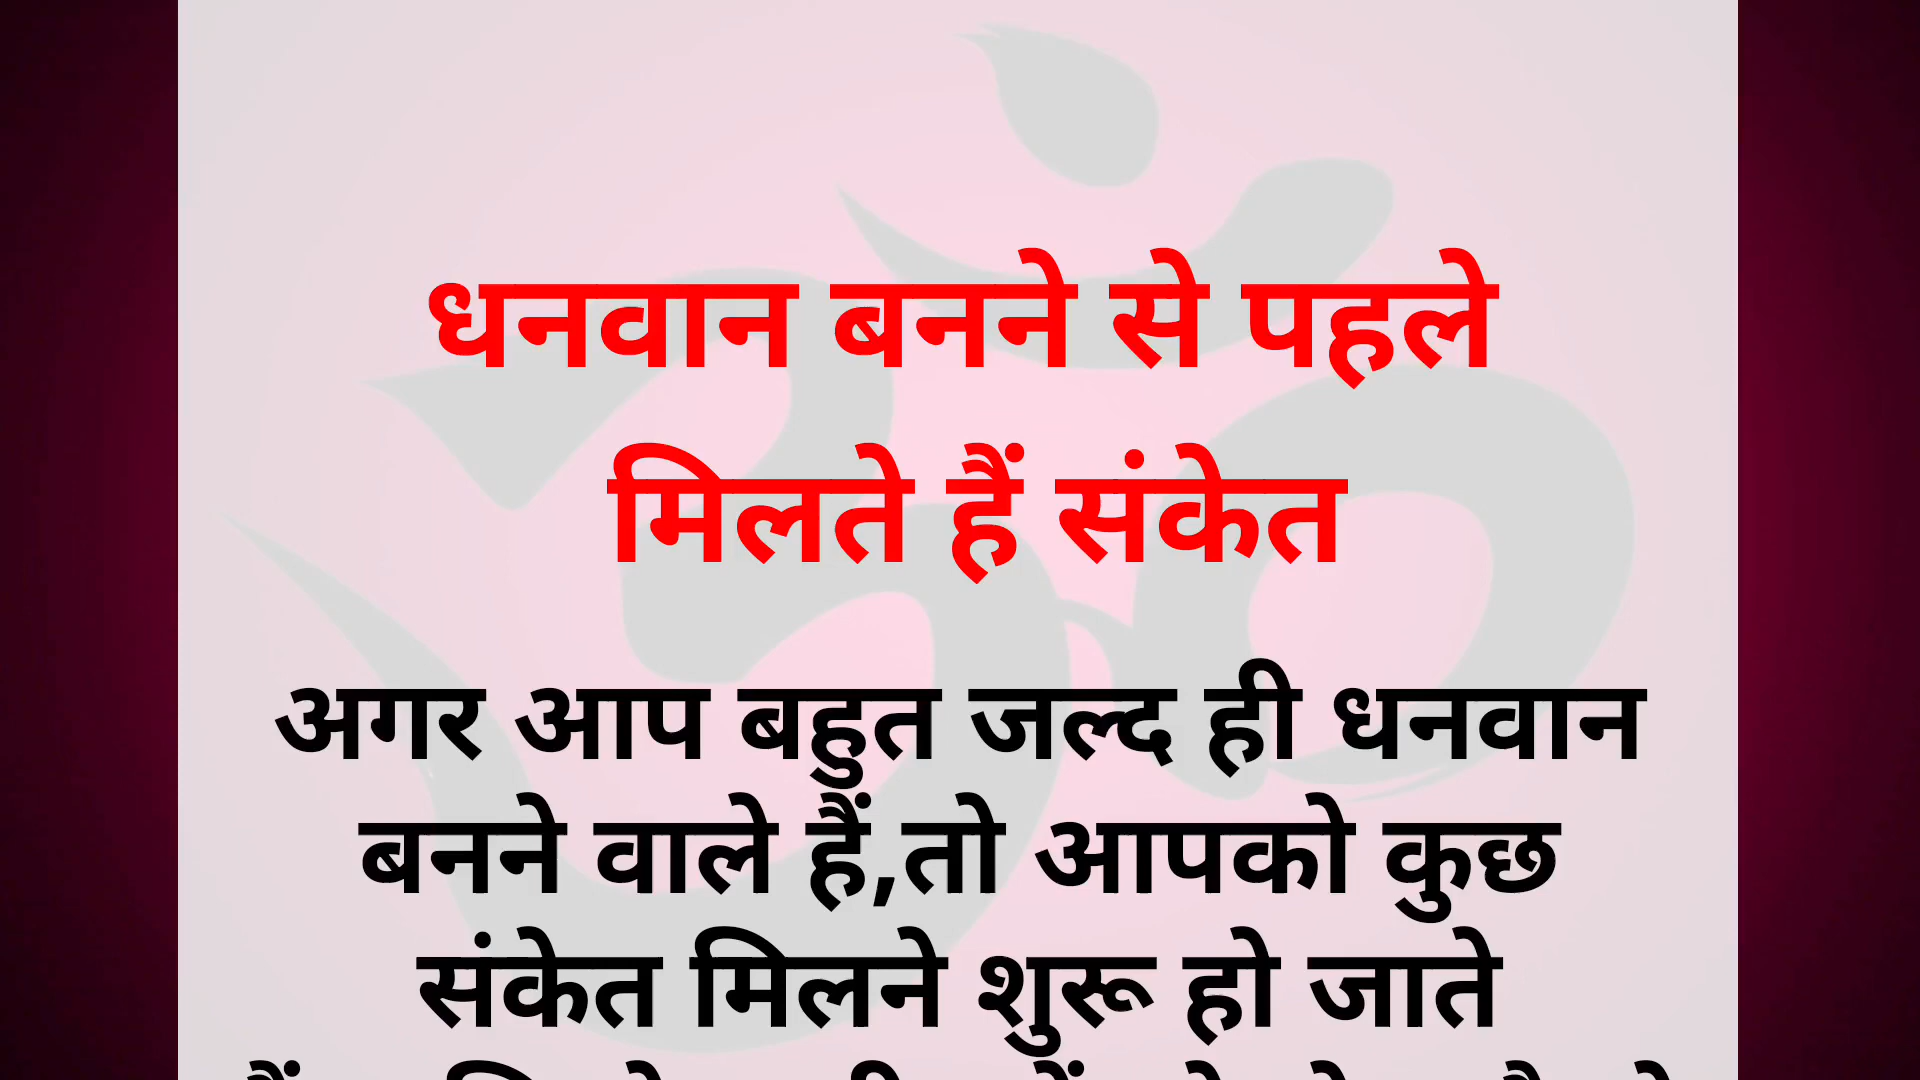 धनवान बनने से पहले
मिलते हैं संकेत
अगर आप बहुत जल्द ही धनवान
बनने वाले हैं,तो आपको कुछ
संकेत मिलने शुरू हो जाते